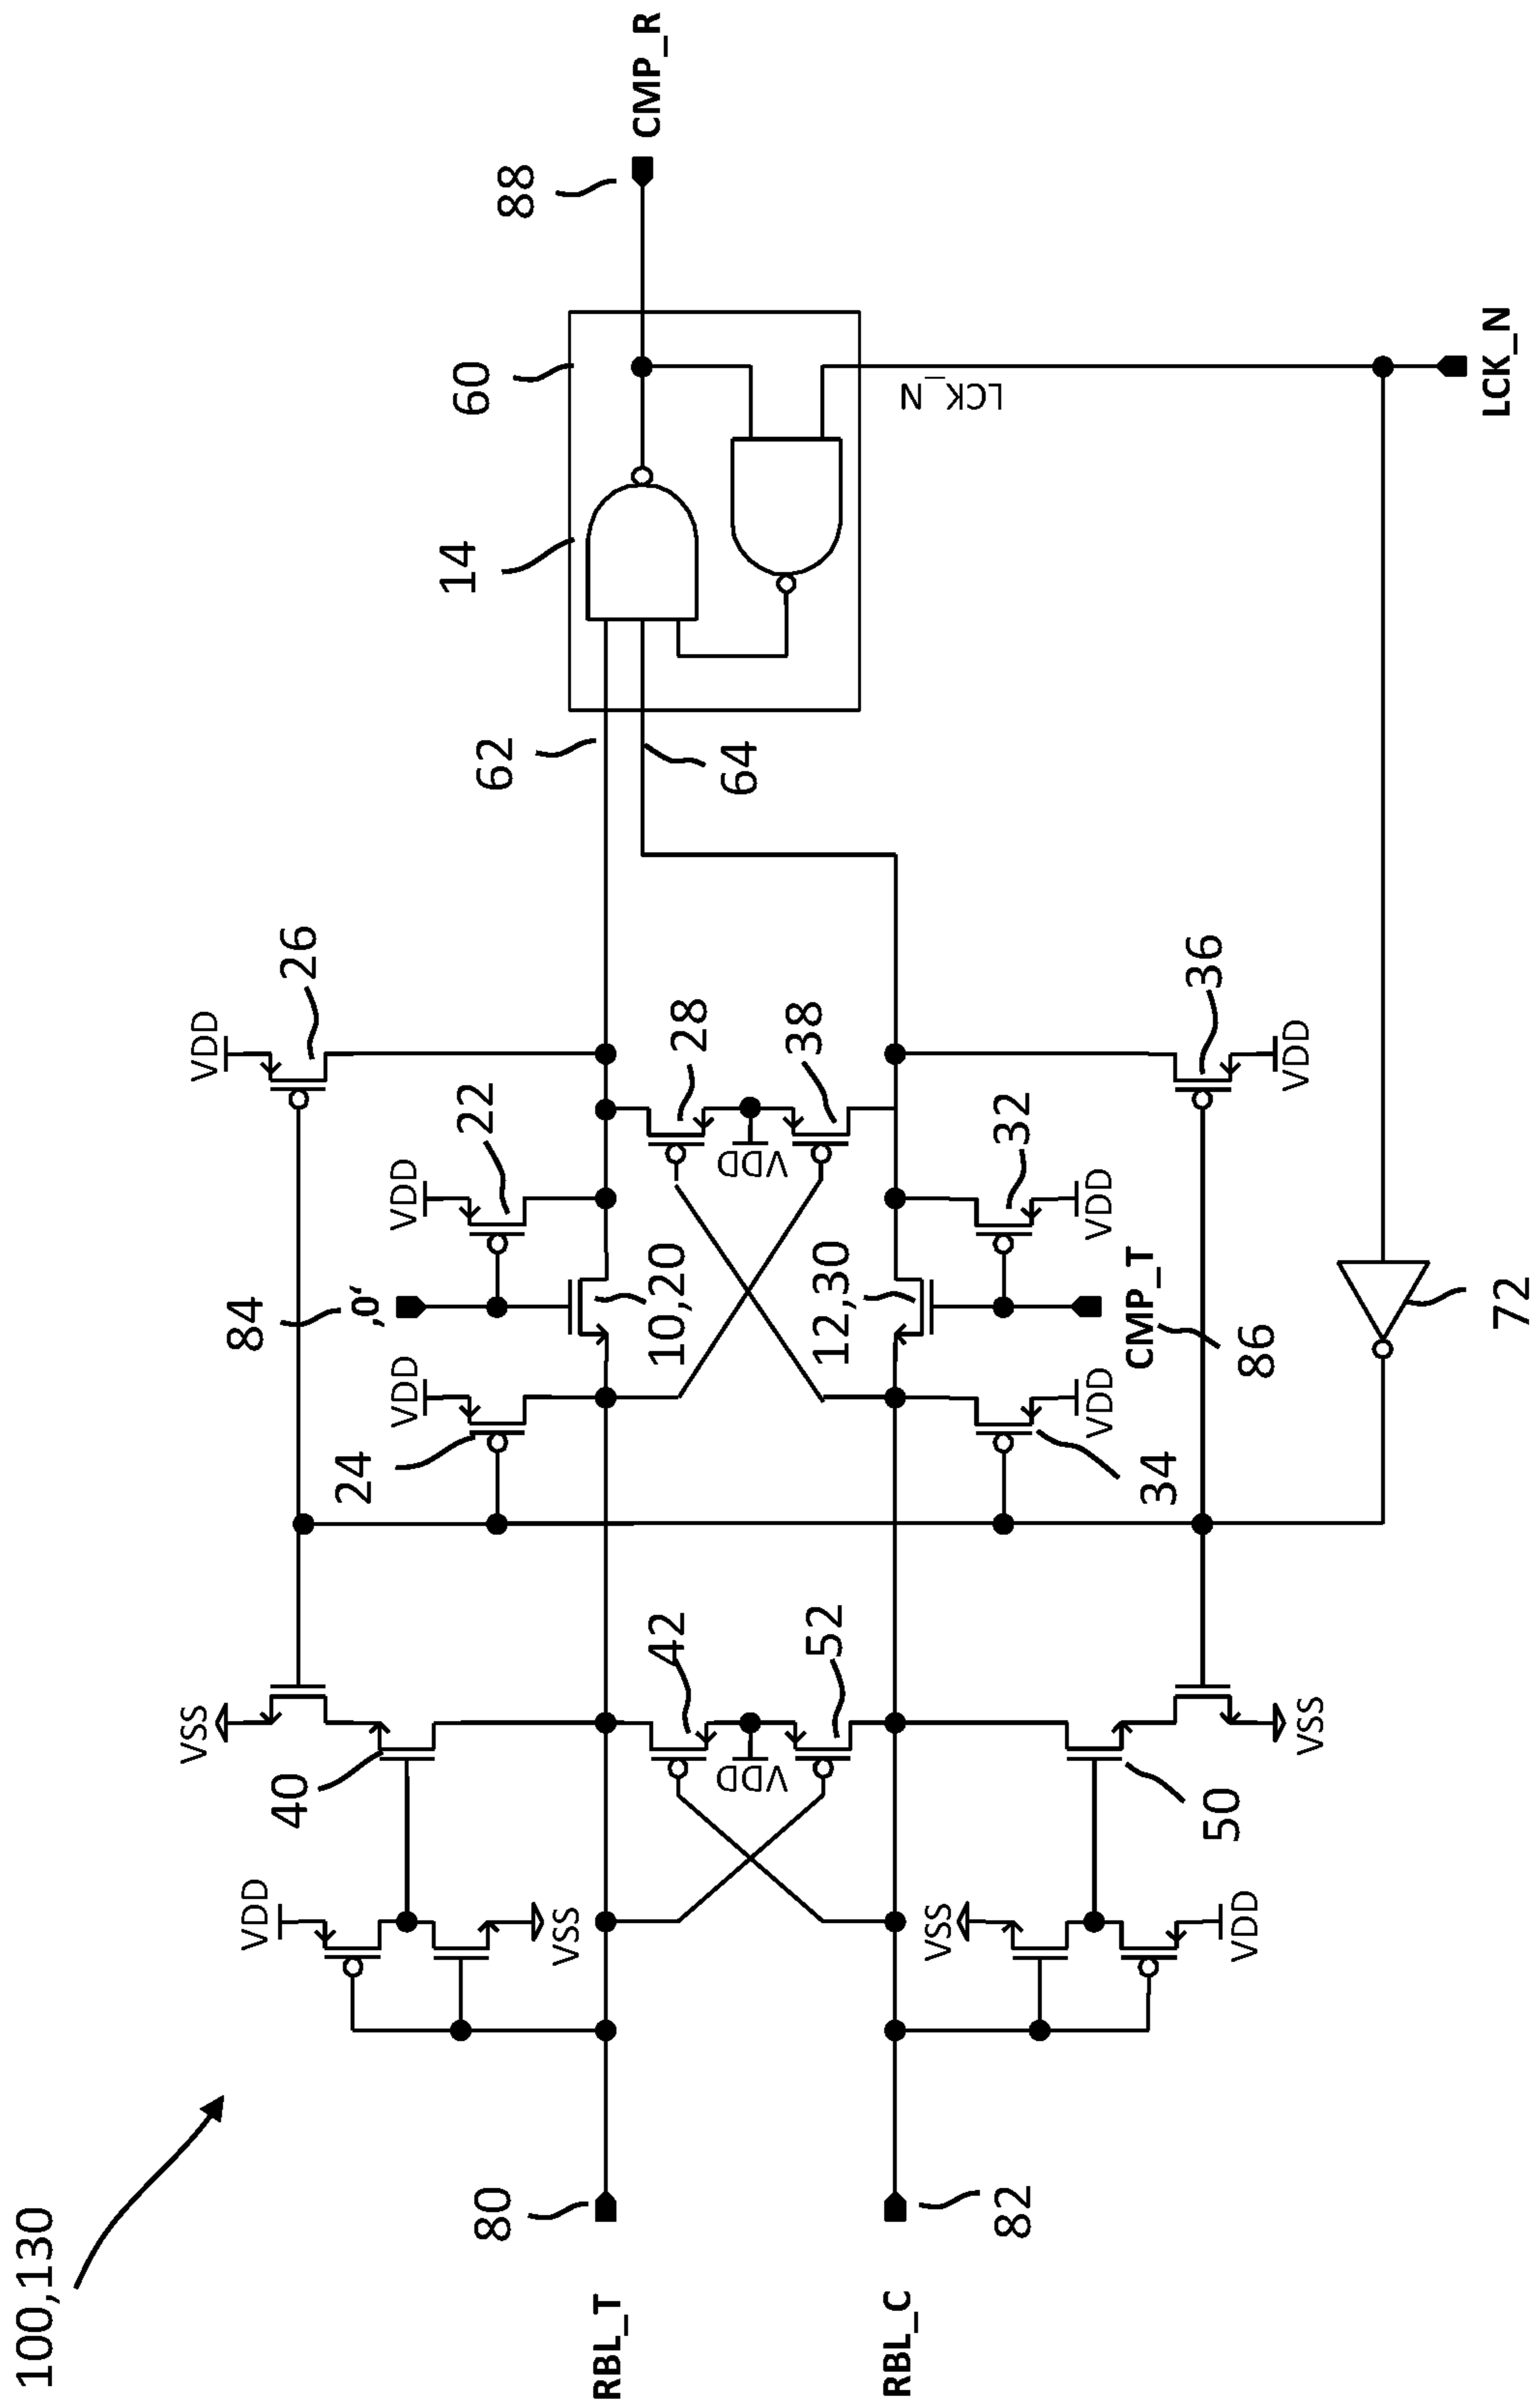 100,130
VSS
VDD
VDD
84
40
26
24
‚0‘
VDD
VDD
80
22
14
60
62
88
VSS
RBL_T
CMP_R
42
10,20
28
64
VDD
VDD
52
12,30
38
RBL_C
VSS
LCK_N
82
32
VDD
VDD
CMP_T
34
50
36
VDD
86
VSS
VDD
LCK_N
72